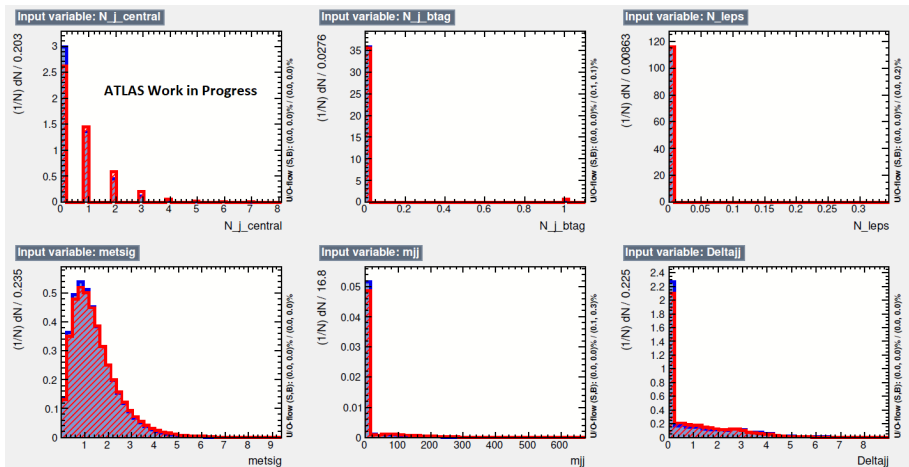 Input variable: N_j_central
(1/N) dN / 0.203
3
2.5
2
1.5
1
0.5
0
ATLAS Work in Progress
0 1 2 3 4 5 6 7 8
N_j_central
U/O-flow (S,B): (0.0, 0.0)% / (0.0, 0.0)%
Input variable: N_j_btag
(1/N) dN / 0.0276
35
30
25
20
15
10
5
0
0 0.2 0.4 0.6 0.8 1
N_j_btag
U/O-flow (S,B): (0.0, 0.0)% / (0.1, 0.1)%
Input variable: N_leps
(1/N) dN / 0.00863
120
100
80
60
40
20
0
0 0.05 0.1 0.15 0.2 0.25 0.3
N_leps
U/O-flow (S,B): (0.0, 0.0)% / (0.0, 0.2)%
Input variable: metsig
(1/N) dN / 0.235
0.5
0.4
0.3
0.2
0.1
0
1 2 3 4 5 6 7 8 9
metsig
U/O-flow (S,B): (0.0, 0.0)% / (0.0, 0.0)%
Input variable: mjj
(1/N) dN / 16.8
0.05
0.04
0.03
0.02
0.01
0
100 200 300 400 500 600
mjj
U/O-flow (S,B): (0.0, 0.0)% / (0.1, 0.3)%
Input variable: Deltajj
(1/N) dN / 0.225
2.4
2.2
2
1.8
1.6
1.4
1.2
1
0.8
0.6
0.4
0.2
0
0 1 2 3 4 5 6 7 8
Deltajj
U/O-flow (S,B): (0.0, 0.0)% / (0.0, 0.0)%